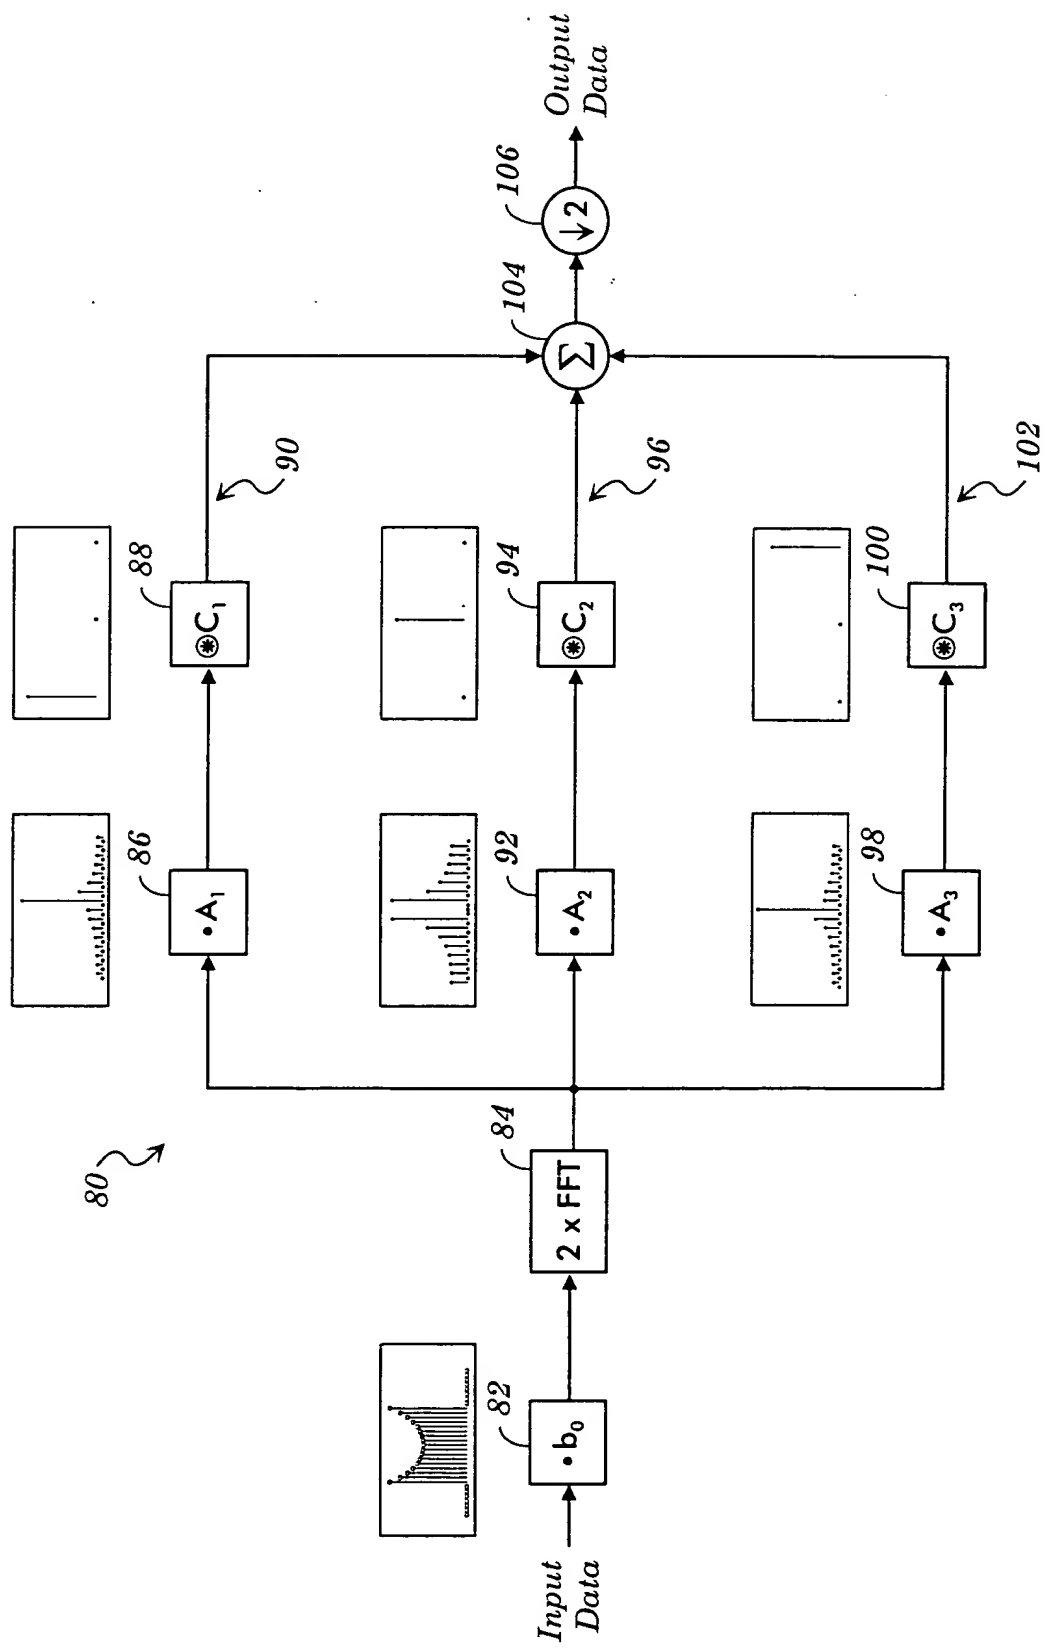 80
Input
Data
82
• b₀
84
2 x FFT
86
• A₁
88
⊛C₁
90
92
• A₂
94
⊛C₂
96
98
• A₃
100
⊛C₃
102
104
Σ
106
↓2
Output
Data